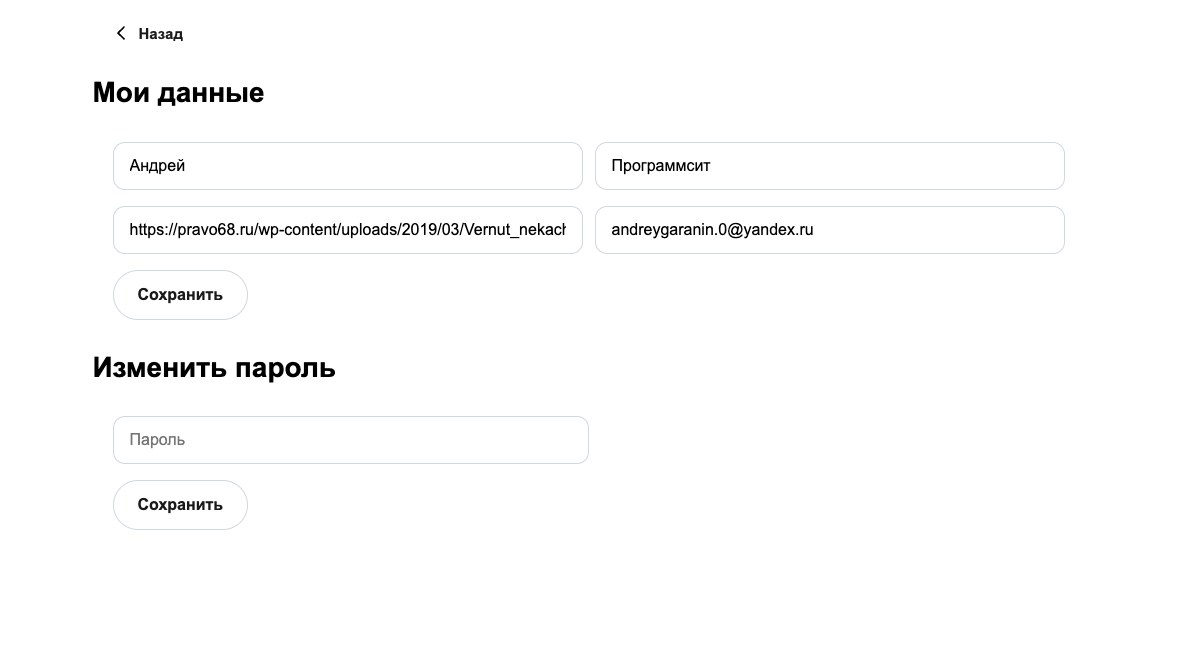 Назад
Мои данные
Андрей
Программсит
https://pravo68.ru/wp-content/uploads/2019/03/Vernut_nekach
andreygaranin.0@yandex.ru
Сохранить
Изменить пароль
Пароль
Сохранить